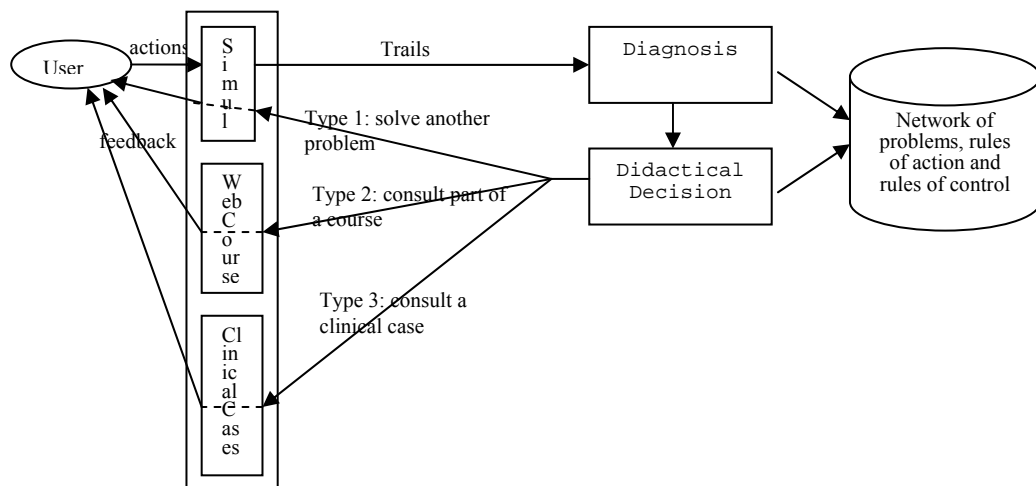 User
actions
S
i
m
u
l
Trails
Diagnosis
Type 1: solve another
problem
feedback
Didactical
Decision
Network of
problems, rules
of action and
rules of control
W
eb
C
o
ur
se
Type 2: consult part of
a course
Type 3: consult a
clinical case
Cl
in
ic
al
C
as
es